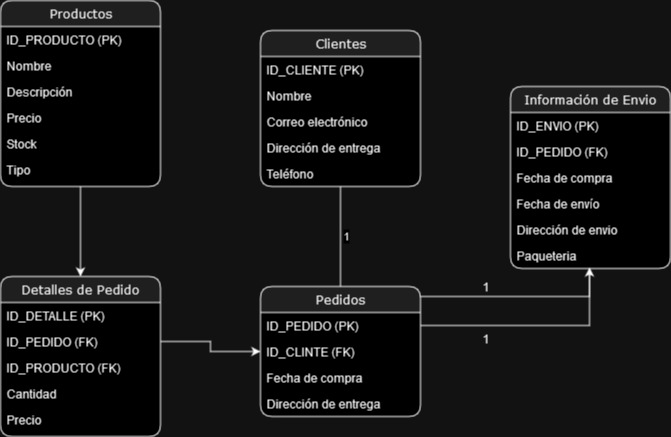 Productos
ID_PRODUCTO (PK)
Nombre
Descripción
Precio
Stock
Tipo
Clientes
ID_CLIENTE (PK)
Nombre
Correo electrónico
Dirección de entrega
Teléfono
Información de Envio
ID_ENVIO (PK)
ID_PEDIDO (FK)
Fecha de compra
Fecha de envío
Dirección de envio
Paqueteria
1
Detalles de Pedido
ID_DETALLE (PK)
ID_PEDIDO (FK)
ID_PRODUCTO (FK)
Cantidad
Precio
Pedidos
ID_PEDIDO (PK)
ID_CLINTE (FK)
Fecha de compra
Dirección de entrega
1
1